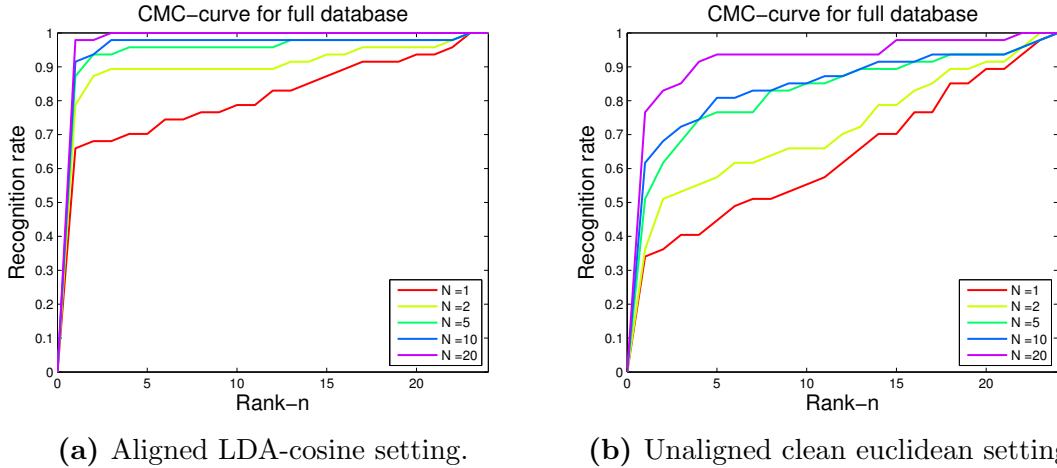 CMC-curve for full database
Recognition rate
1
0.9
0.8
0.7
0.6
0.5
0.4
0.3
0.2
0.1
0
0 5 10 15 20
Rank-n
N =1
N =2
N =5
N =10
N =20
(a) Aligned LDA-cosine setting.
CMC-curve for full database
Recognition rate
1
0.9
0.8
0.7
0.6
0.5
0.4
0.3
0.2
0.1
0
0 5 10 15 20
Rank-n
N =1
N =2
N =5
N =10
N =20
(b) Unaligned clean euclidean setting